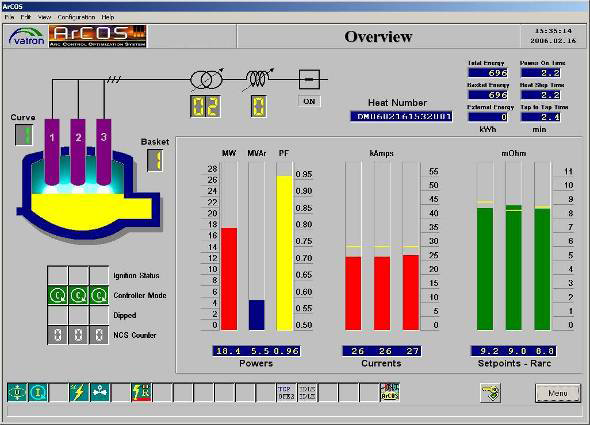 ArCOS
File Edit View Configuration Help
vatron
ArCOS
ARC CONTROL OPTIMIZATION SYSTEM
Overview
15:35:14
2006.02.16
Total Energy
696
Power On Time
2.2
Basket Energy
696
Heat Step Time
2.2
External Energy
0
Tap to Tap Time
2.4
kWh
min
02
0
ON
Heat Number
DM0602161532001
Curve
1
1 2 3
Basket
1
MW MVAr PF
kAmps
mOhm
28
26
24
22
20
18
16
14
12
10
8
6
4
2
0
0.95
0.90
0.85
0.80
0.75
0.70
0.65
0.60
0.55
0.50
55
50
45
40
35
30
25
20
15
10
5
0
11
10
9
8
7
6
5
4
3
2
1
0
Ignition Status
Controller Mode
Dipped
0 0 0
NCS Counter
18.4 5.5 0.96
26 26 27
9.2 9.0 8.8
Powers
Currents
Setpoints - Rarc
R
TCP
OPER
IDLE
IDLE
ArCOS
Menu